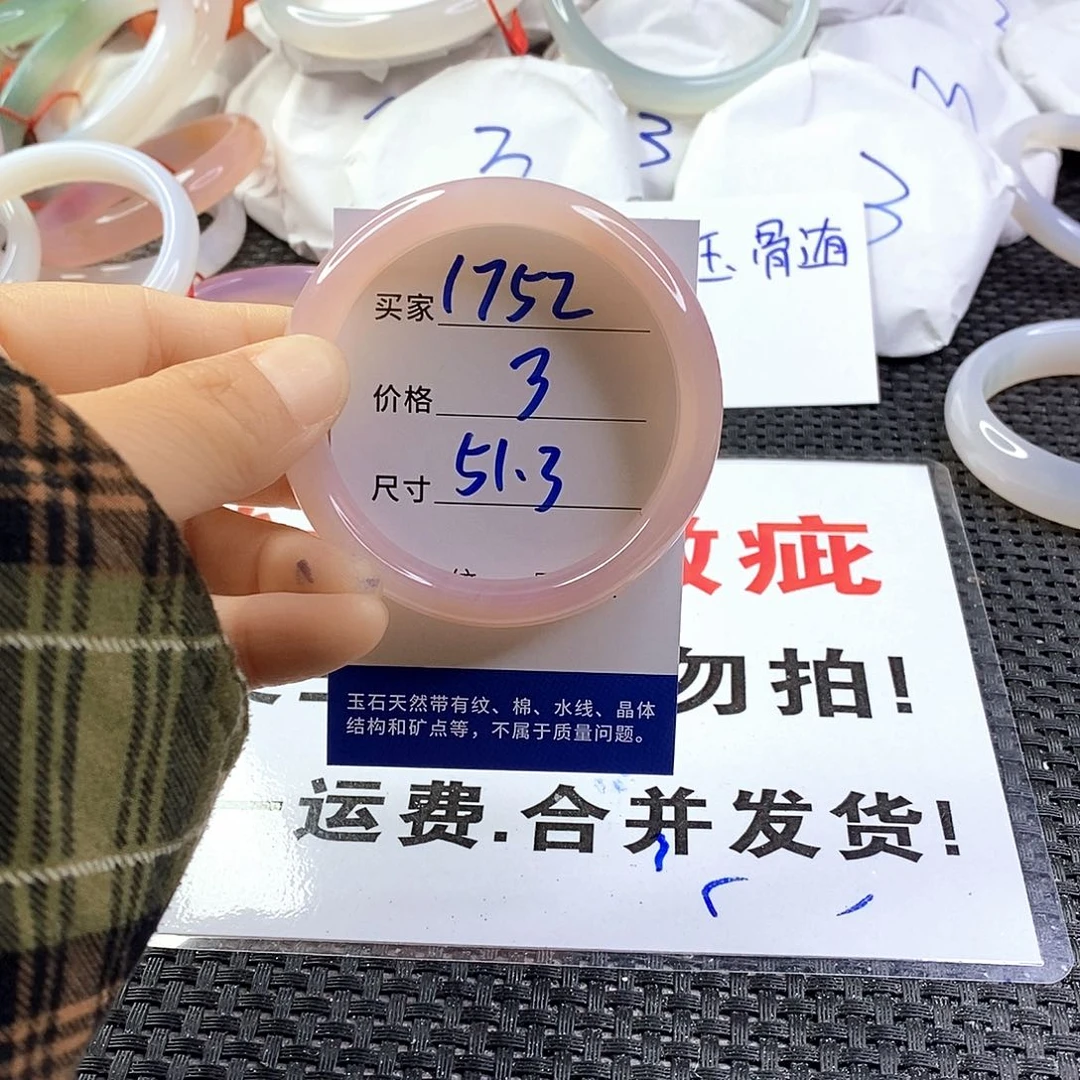 3
3
3
玉骨
买家 1752
价格 3
尺寸 51.3
玉石天然带有纹、棉、水线、晶体
结构和矿点等，不属于质量问题。
疵
勿拍!
运费.合并发货!